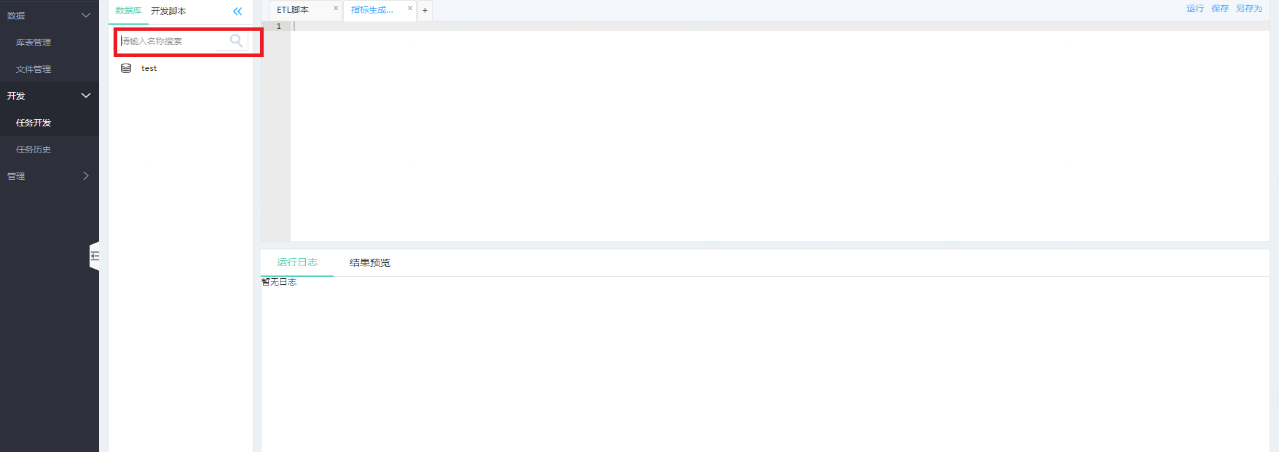 数据
库表管理
文件管理
开发
任务开发
任务历史
管理
数据库 开发脚本
请输入名称搜索
test
ETL脚本 × 指标生成... × +
运行 保存 另存为
1
运行日志 结果预览
暂无日志